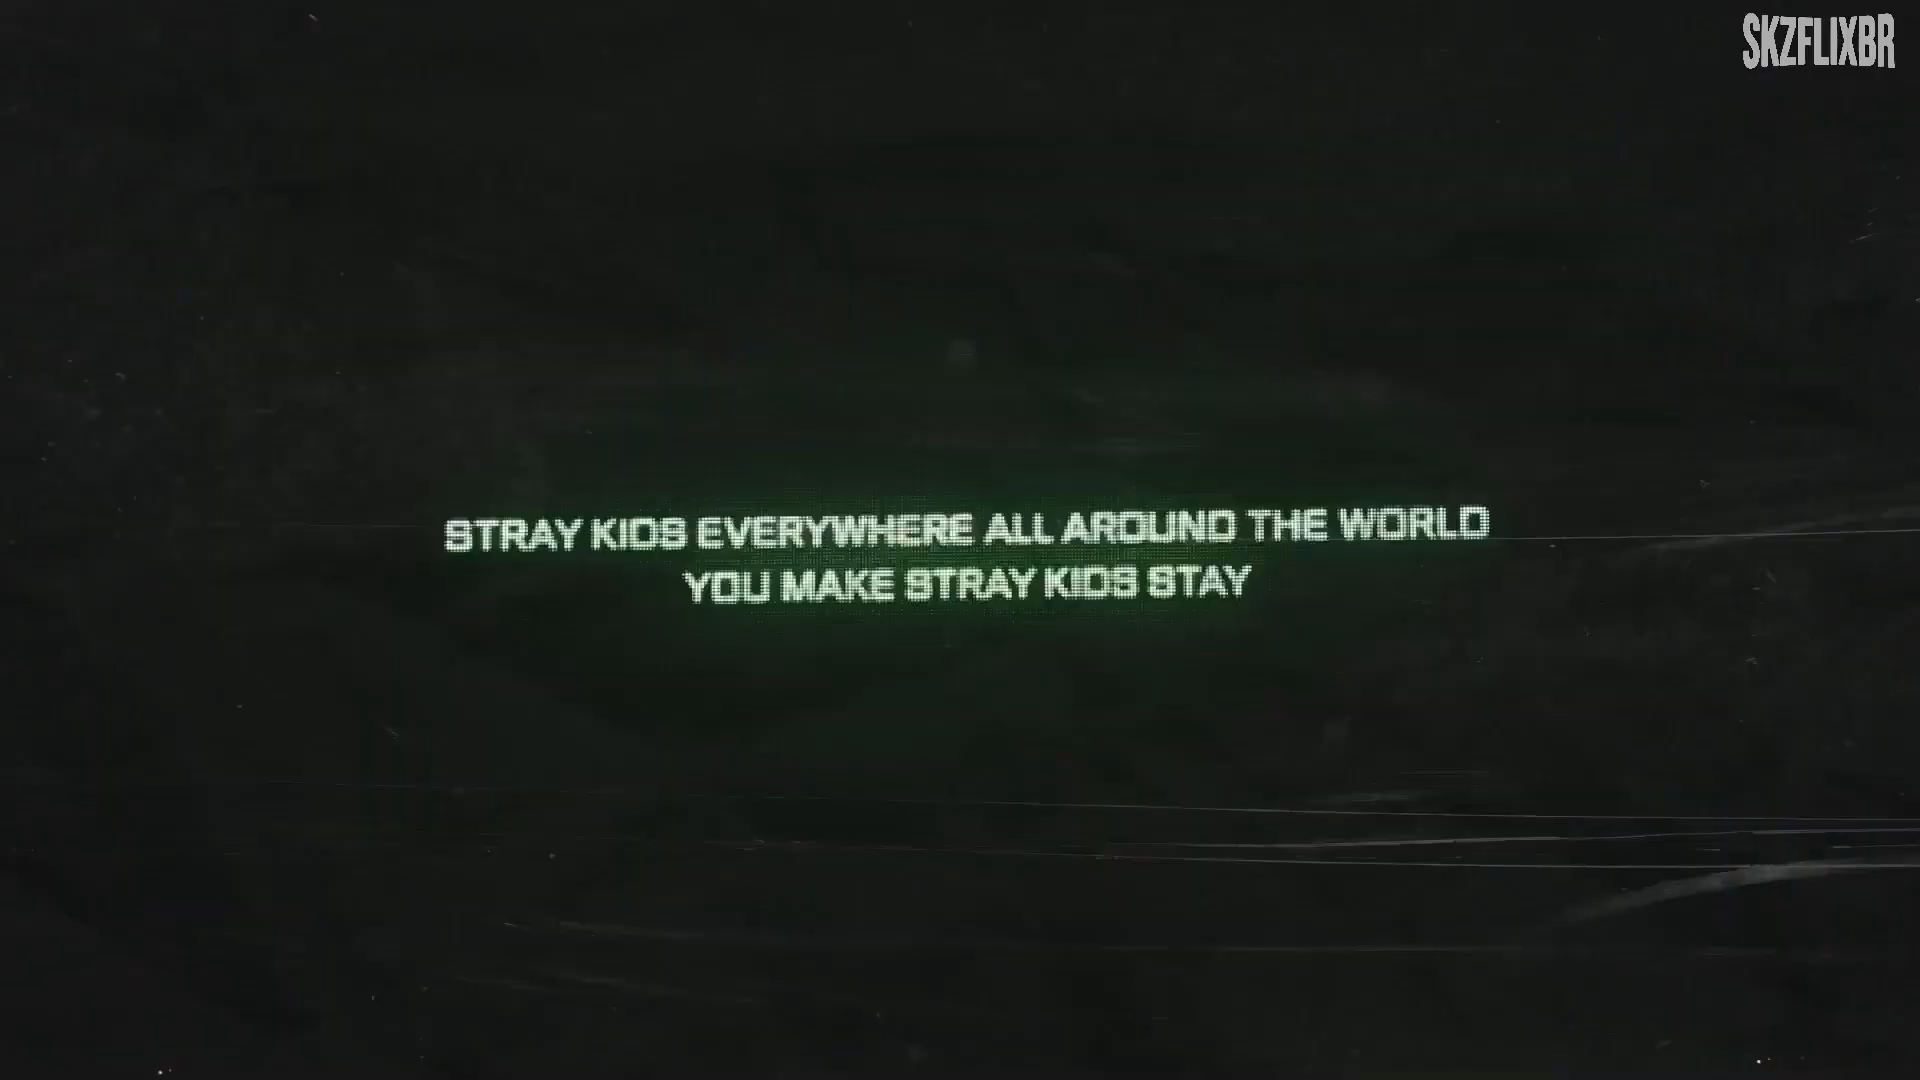 SKZFLIXBR
STRAY KIDS EVERYWHERE ALL AROUND THE WORLD
YOU MAKE STRAY KIDS STAY